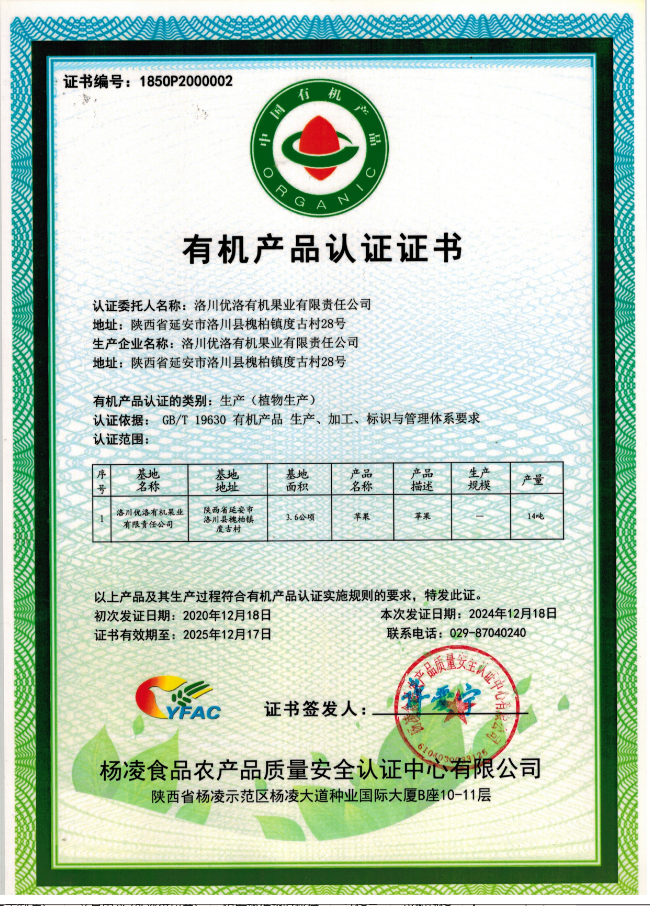 证书编号：1850P2000002
中国有机产品
ORGANIC
有机产品认证证书
认证委托人名称：洛川优洛有机果业有限责任公司
地址：陕西省延安市洛川县槐柏镇度古村28号
生产企业名称：洛川优洛有机果业有限责任公司
地址：陕西省延安市洛川县槐柏镇度古村28号
有机产品认证的类别：生产（植物生产）
认证依据： GB/T 19630 有机产品 生产、加工、标识与管理体系要求
认证范围：
序号 基地名称 基地地址 基地面积 产品名称 产品描述 生产规模 产量
1 洛川优洛有机果业有限责任公司 陕西省延安市洛川县槐柏镇度古村 3.6公顷 苹果 苹果 — 14吨
以上产品及其生产过程符合有机产品认证实施规则的要求，特发此证。
初次发证日期：2020年12月18日 本次发证日期：2024年12月18日
证书有效期至：2025年12月17日 联系电话：029-87040240
YFAC
证书签发人：
杨凌食品农产品质量安全认证中心有限公司
陕西省杨凌示范区杨凌大道种业国际大厦B座10-11层